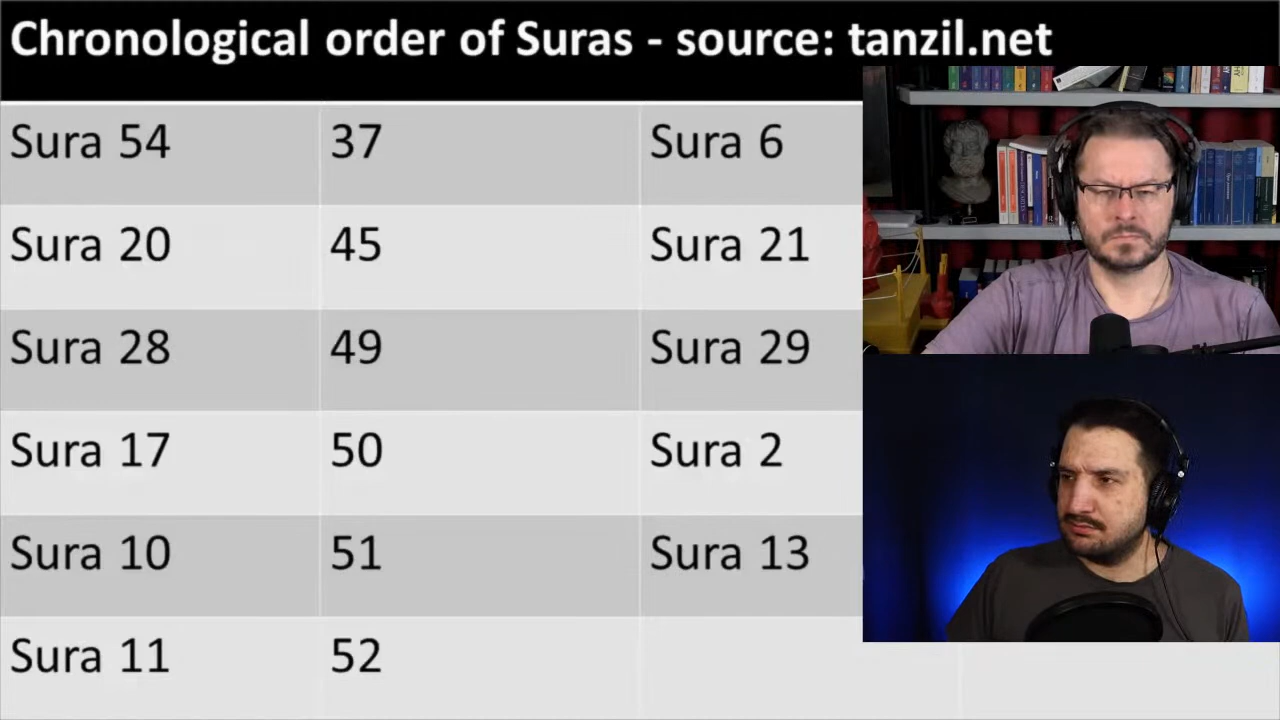 Chronological order of Suras - source: tanzil.net
Sura 54 37 Sura 6
Sura 20 45 Sura 21
Sura 28 49 Sura 29
Sura 17 50 Sura 2
Sura 10 51 Sura 13
Sura 11 52